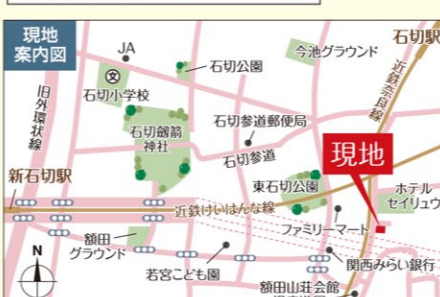 現地
案内図
JA
石切公園
今池グラウンド
石切駅
旧外環状線
文
石切小学校
石切劔箭
神社
石切参道郵便局
石切参道
近鉄奈良線
現地
新石切駅
東石切公園
ホテル
セイリュウ
近鉄けいはんな線
ファミリーマート
額田
グラウンド
N
若宮こども園
関西みらい銀行
額田山荘会館